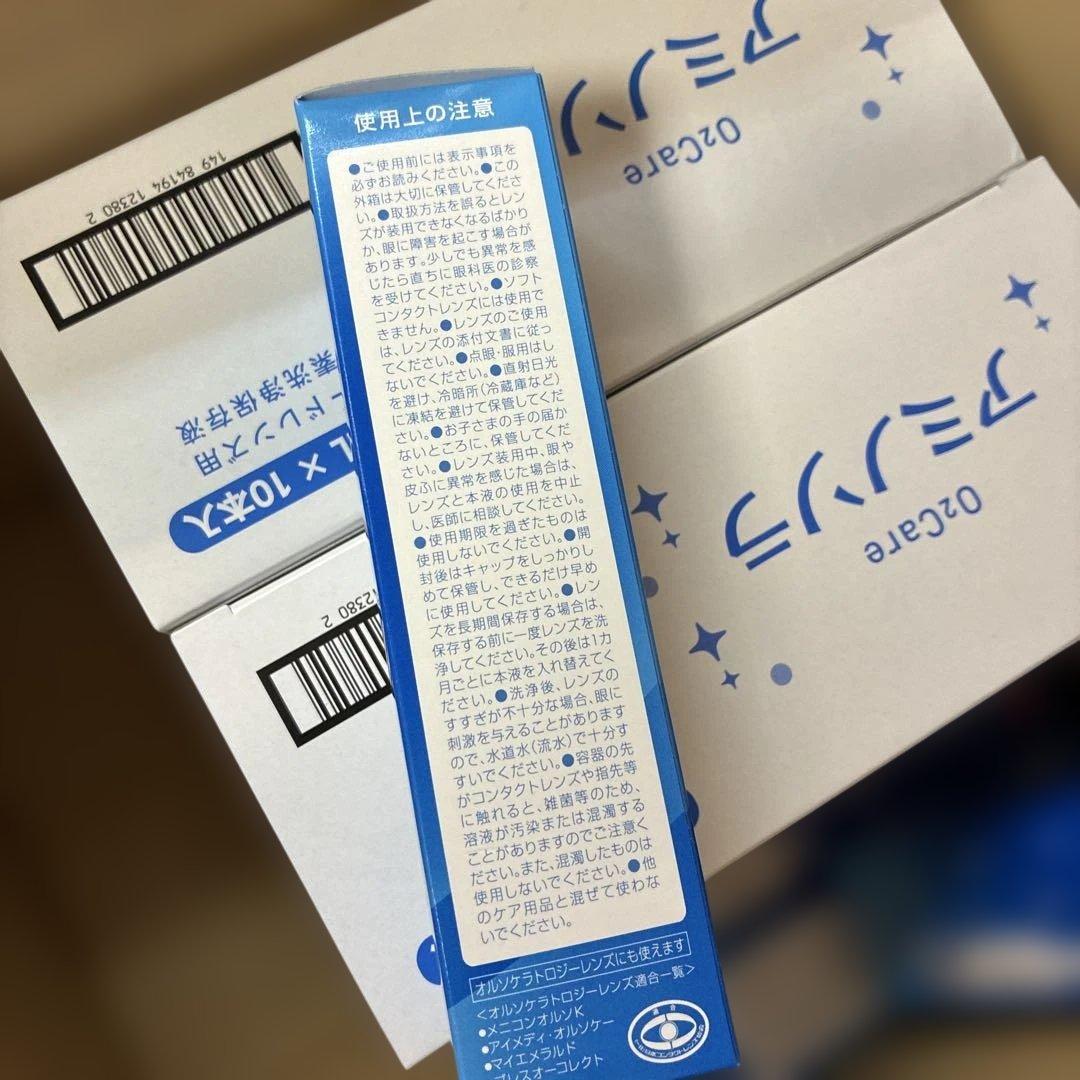 使用上の注意
●ご使用前には表示事項を
必ずお読みください。●この
外箱は大切に保管してくださ
い。●取扱方法を誤るとレン
ズが装用できなくなるばかり
か、眼に障害を起こす場合が
あります。少しでも異常を感
じたら直ちに眼科医の診察
を受けてください。●ソフト
コンタクトレンズには使用で
きません。●レンズのご使用
は、レンズの添付文書に従っ
てください。●点眼・服用はし
ないでください。●直射日光
を避け、冷暗所(冷蔵庫など)
に凍結を避けて保管してくだ
さい。●お子さまの手の届か
ないところに、保管してくだ
さい。●レンズ装用中、眼や
皮ふに異常を感じた場合は、
レンズと本液の使用を中止
し、医師に相談してください。
●使用期限を過ぎたものは
使用しないでください。●開
封後はキャップをしっかりし
めて保管し、できるだけ早め
に使用してください。●レン
ズを長期間保存する場合は、
保存する前に一度レンズを洗
浄してください。その後は1カ
月ごとに本液を入れ替えてく
ださい。●洗浄後、レンズの
すすぎが不十分な場合、眼に
刺激を与えることがあります
ので、水道水(流水)で十分す
すいでください。●容器の先
がコンタクトレンズや指先等
に触れると、雑菌等のため、
溶液が汚染または混濁する
ことがありますのでご注意く
ださい。また、混濁したものは
使用しないでください。●他
のケア用品と混ぜて使わな
いでください。
オルソケラトロジーレンズにも使えます
<オルソケラトロジーレンズ適合一覧>
●メニコンオルソK
●アイメディ・オルソケー
●マイエメラルド
ブレスオーコレクト
適合
O2Care
アミノソ
149 84194 12380 2
ードレンズ用
素洗浄保存液
L × 10本入
O2Care
アミノソラ
12380 2